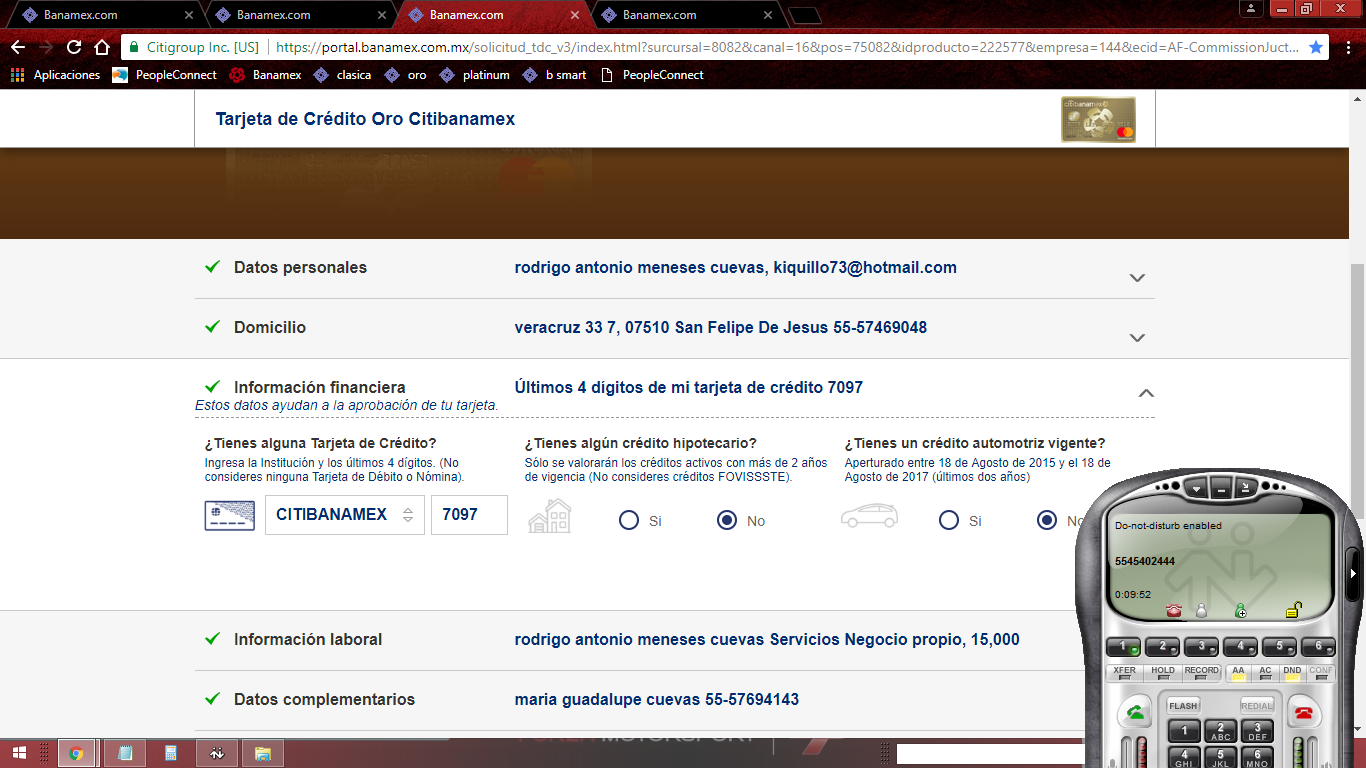 Banamex.com Banamex.com Banamex.com Banamex.com
Citigroup Inc. [US] https://portal.banamex.com.mx/solicitud_tdc_v3/index.html?surcursal=8082&canal=16&pos=75082&idproducto=222577&empresa=144&ecid=AF-CommissionJuct...
Aplicaciones PeopleConnect Banamex clasica oro platinum b smart PeopleConnect
Tarjeta de Crédito Oro Citibanamex
Datos personales rodrigo antonio meneses cuevas, kiquillo73@hotmail.com
Domicilio veracruz 33 7, 07510 San Felipe De Jesus 55-57469048
Información financiera Últimos 4 dígitos de mi tarjeta de crédito 7097
Estos datos ayudan a la aprobación de tu tarjeta.
¿Tienes alguna Tarjeta de Crédito? ¿Tienes algún crédito hipotecario? ¿Tienes un crédito automotriz vigente?
Ingresa la Institución y los últimos 4 dígitos. (No Sólo se valorarán los créditos activos con más de 2 años Aperturado entre 18 de Agosto de 2015 y el 18 de
consideres ninguna Tarjeta de Débito o Nómina). de vigencia (No consideres créditos FOVISSSTE). Agosto de 2017 (últimos dos años)
CITIBANAMEX 7097 Si No Si No
Do-not-disturb enabled
5545402444
0:09:52
Información laboral rodrigo antonio meneses cuevas Servicios Negocio propio, 15,000
1 2 3 4 5 6
XFER HOLD RECORD AA AC DND CONF
Datos complementarios maria guadalupe cuevas 55-57694143
FLASH REDIAL
1 2 ABC 3 DEF
4 GHI 5 JKL 6 MNO
MOTORSPORT